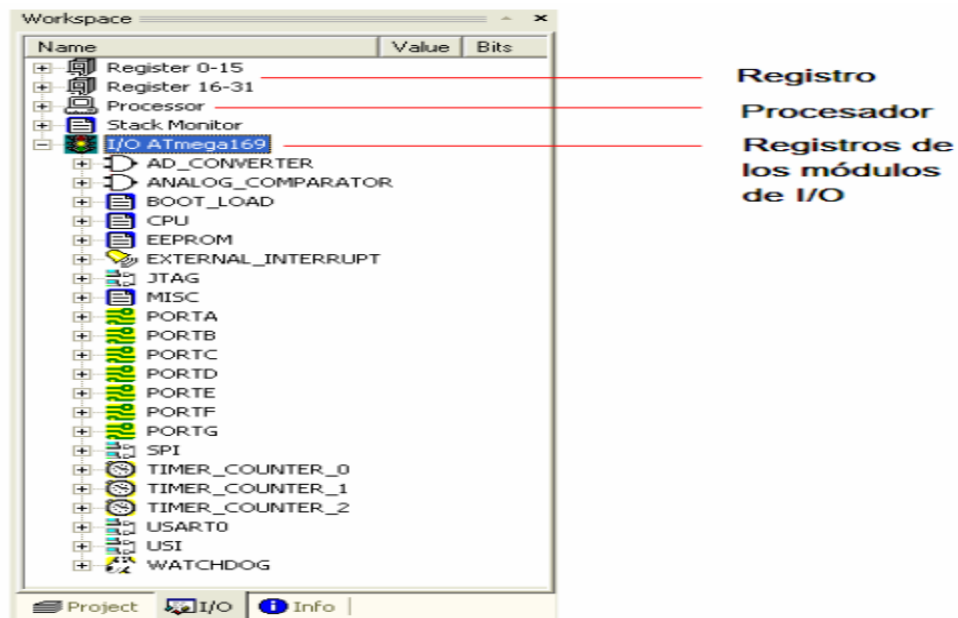 Workspace
Name Value Bits
Register 0-15
Register 16-31
Processor
Stack Monitor
I/O ATmega169
AD_CONVERTER
ANALOG_COMPARATOR
BOOT_LOAD
CPU
EEPROM
EXTERNAL_INTERRUPT
JTAG
MISC
PORTA
PORTB
PORTC
PORTD
PORTE
PORTF
PORTG
SPI
TIMER_COUNTER_0
TIMER_COUNTER_1
TIMER_COUNTER_2
USART0
USI
WATCHDOG
Project I/O Info
Registro
Procesador
Registros de
los módulos
de I/O